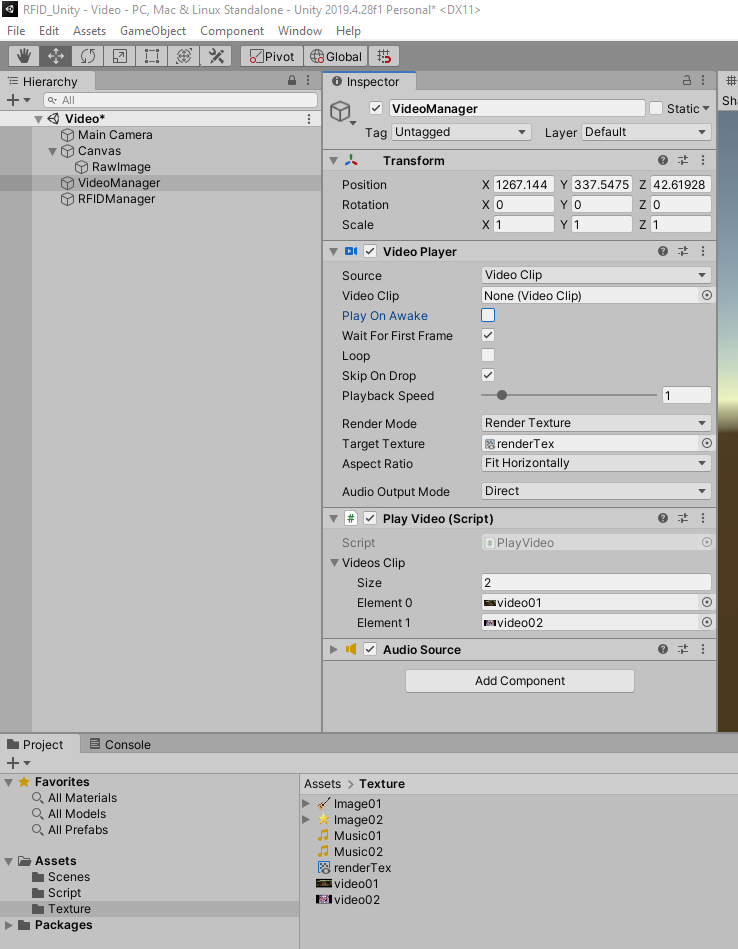 RFID_Unity - Video - PC, Mac & Linux Standalone - Unity 2019.4.28f1 Personal* <DX11>
File Edit Assets GameObject Component Window Help
Pivot Global
Hierarchy
All
Video*
Main Camera
Canvas
RawImage
VideoManager
RFIDManager
Inspector
VideoManager Static
Tag Untagged Layer Default
Transform
Position X 1267.144 Y 337.5475 Z 42.61928
Rotation X 0 Y 0 Z 0
Scale X 1 Y 1 Z 1
Video Player
Source Video Clip
Video Clip None (Video Clip)
Play On Awake
Wait For First Frame
Loop
Skip On Drop
Playback Speed 1
Render Mode Render Texture
Target Texture renderTex
Aspect Ratio Fit Horizontally
Audio Output Mode Direct
# Play Video (Script)
Script PlayVideo
Videos Clip
Size 2
Element 0 video01
Element 1 video02
Audio Source
Add Component
Sha
Project Console
Favorites
All Materials
All Models
All Prefabs
Assets
Scenes
Script
Texture
Packages
Assets > Texture
Image01
Image02
Music01
Music02
renderTex
video01
video02